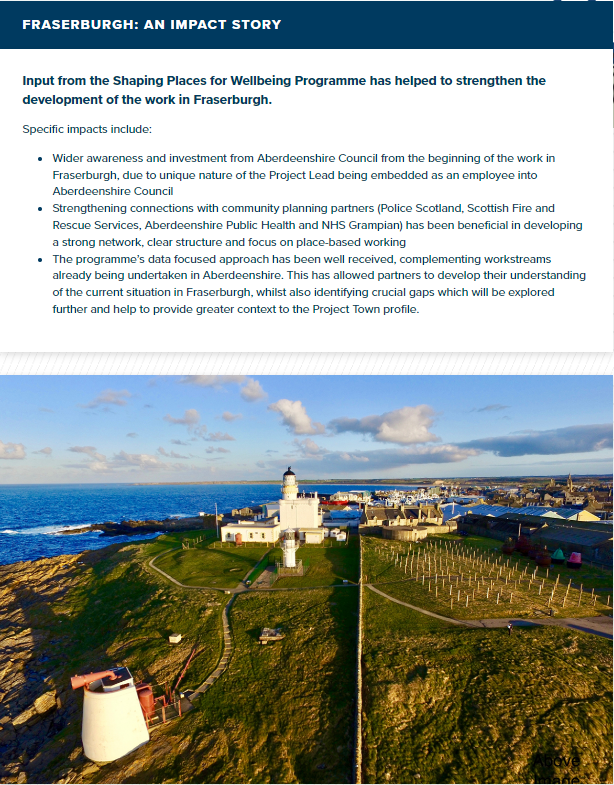 FRASERBURGH: AN IMPACT STORY
Input from the Shaping Places for Wellbeing Programme has helped to strengthen the
development of the work in Fraserburgh.
Specific impacts include:
• Wider awareness and investment from Aberdeenshire Council from the beginning of the work in
Fraserburgh, due to unique nature of the Project Lead being embedded as an employee into
Aberdeenshire Council
• Strengthening connections with community planning partners (Police Scotland, Scottish Fire and
Rescue Services, Aberdeenshire Public Health and NHS Grampian) has been beneficial in developing
a strong network, clear structure and focus on place-based working
• The programme's data focused approach has been well received, complementing workstreams
already being undertaken in Aberdeenshire. This has allowed partners to develop their understanding
of the current situation in Fraserburgh, whilst also identifying crucial gaps which will be explored
further and help to provide greater context to the Project Town profile.
Above
Image